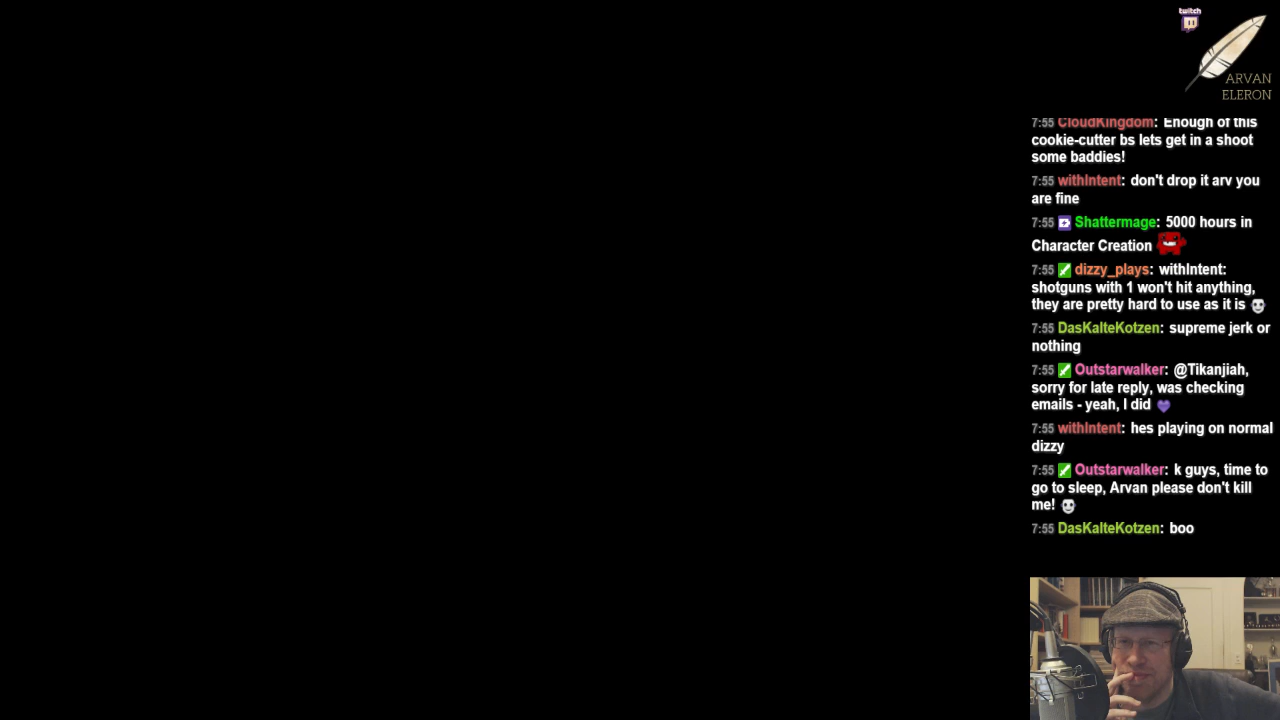 twitch
ARVAN
ELERON
7:55 CloudKingdom: Enough of this
cookie-cutter bs lets get in a shoot
some baddies!
7:55 withIntent: don't drop it arv you
are fine
7:55 Shattermage: 5000 hours in
Character Creation
7:55 dizzy_plays: withIntent:
shotguns with 1 won't hit anything,
they are pretty hard to use as it is
7:55 DasKalteKotzen: supreme jerk or
nothing
7:55 Outstarwalker: @Tikanjiah,
sorry for late reply, was checking
emails - yeah, I did
7:55 withIntent: hes playing on normal
dizzy
7:55 Outstarwalker: k guys, time to
go to sleep, Arvan please don't kill
me!
7:55 DasKalteKotzen: boo